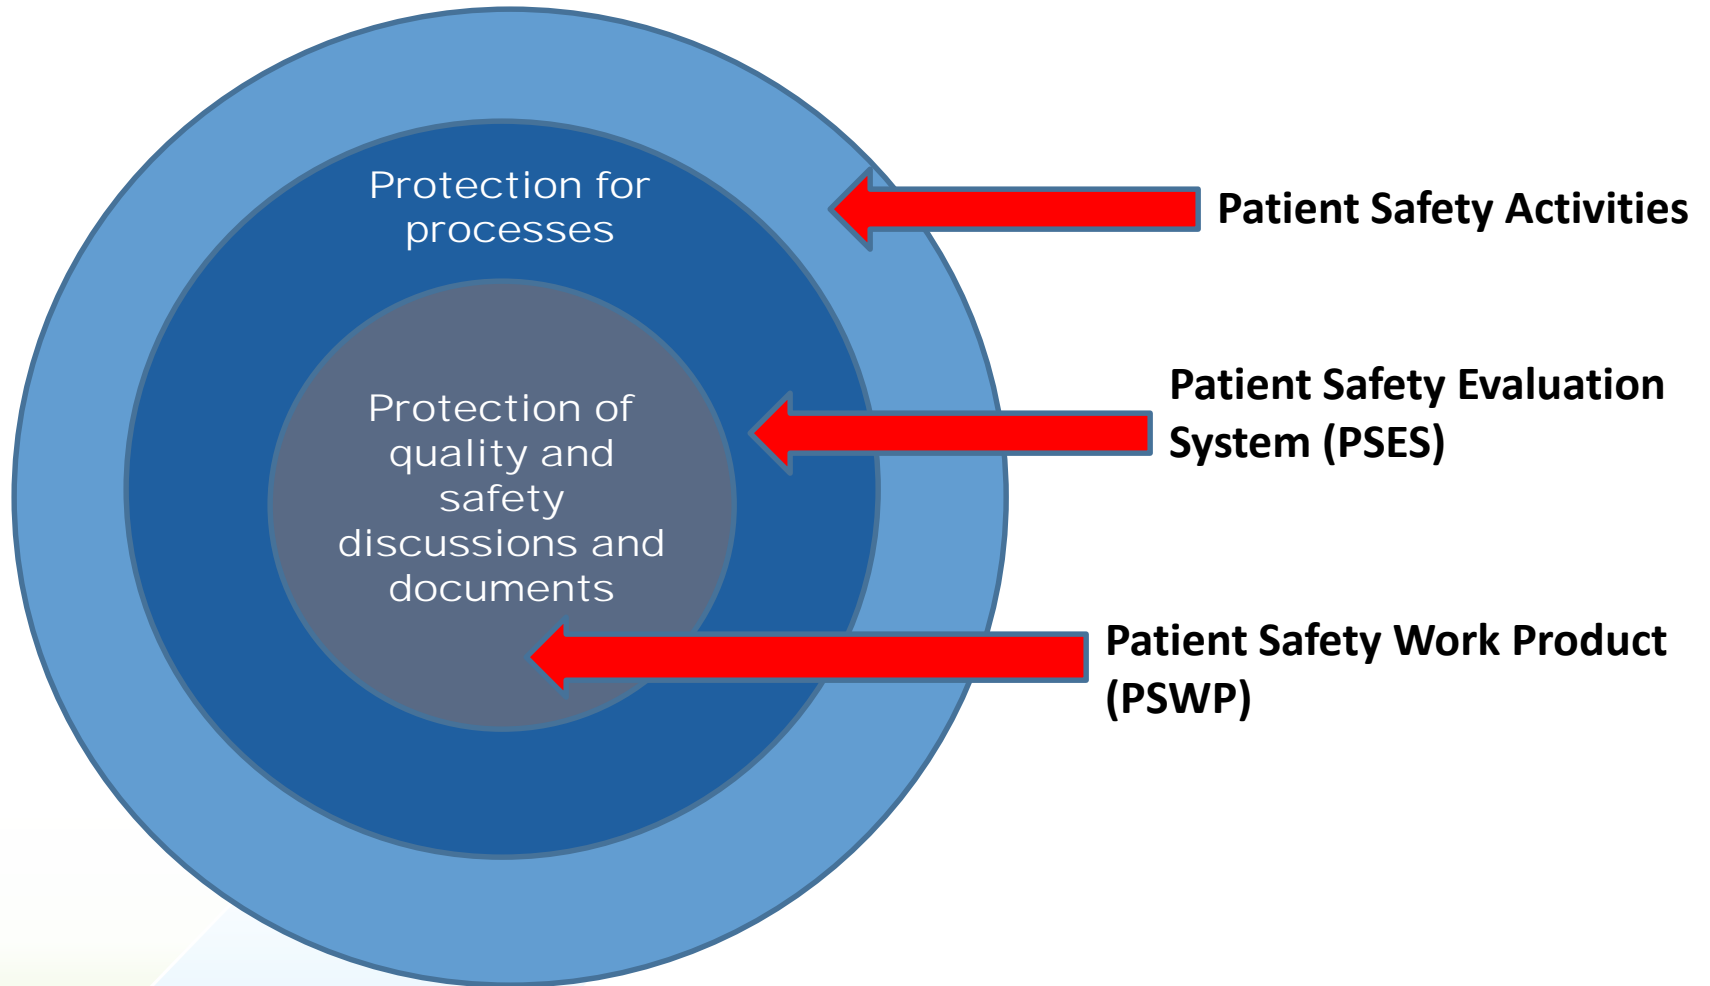 Protection for
processes
Patient Safety Activities
Protection of
quality and
safety
discussions and
documents
Patient Safety Evaluation
System (PSES)
Patient Safety Work Product
(PSWP)